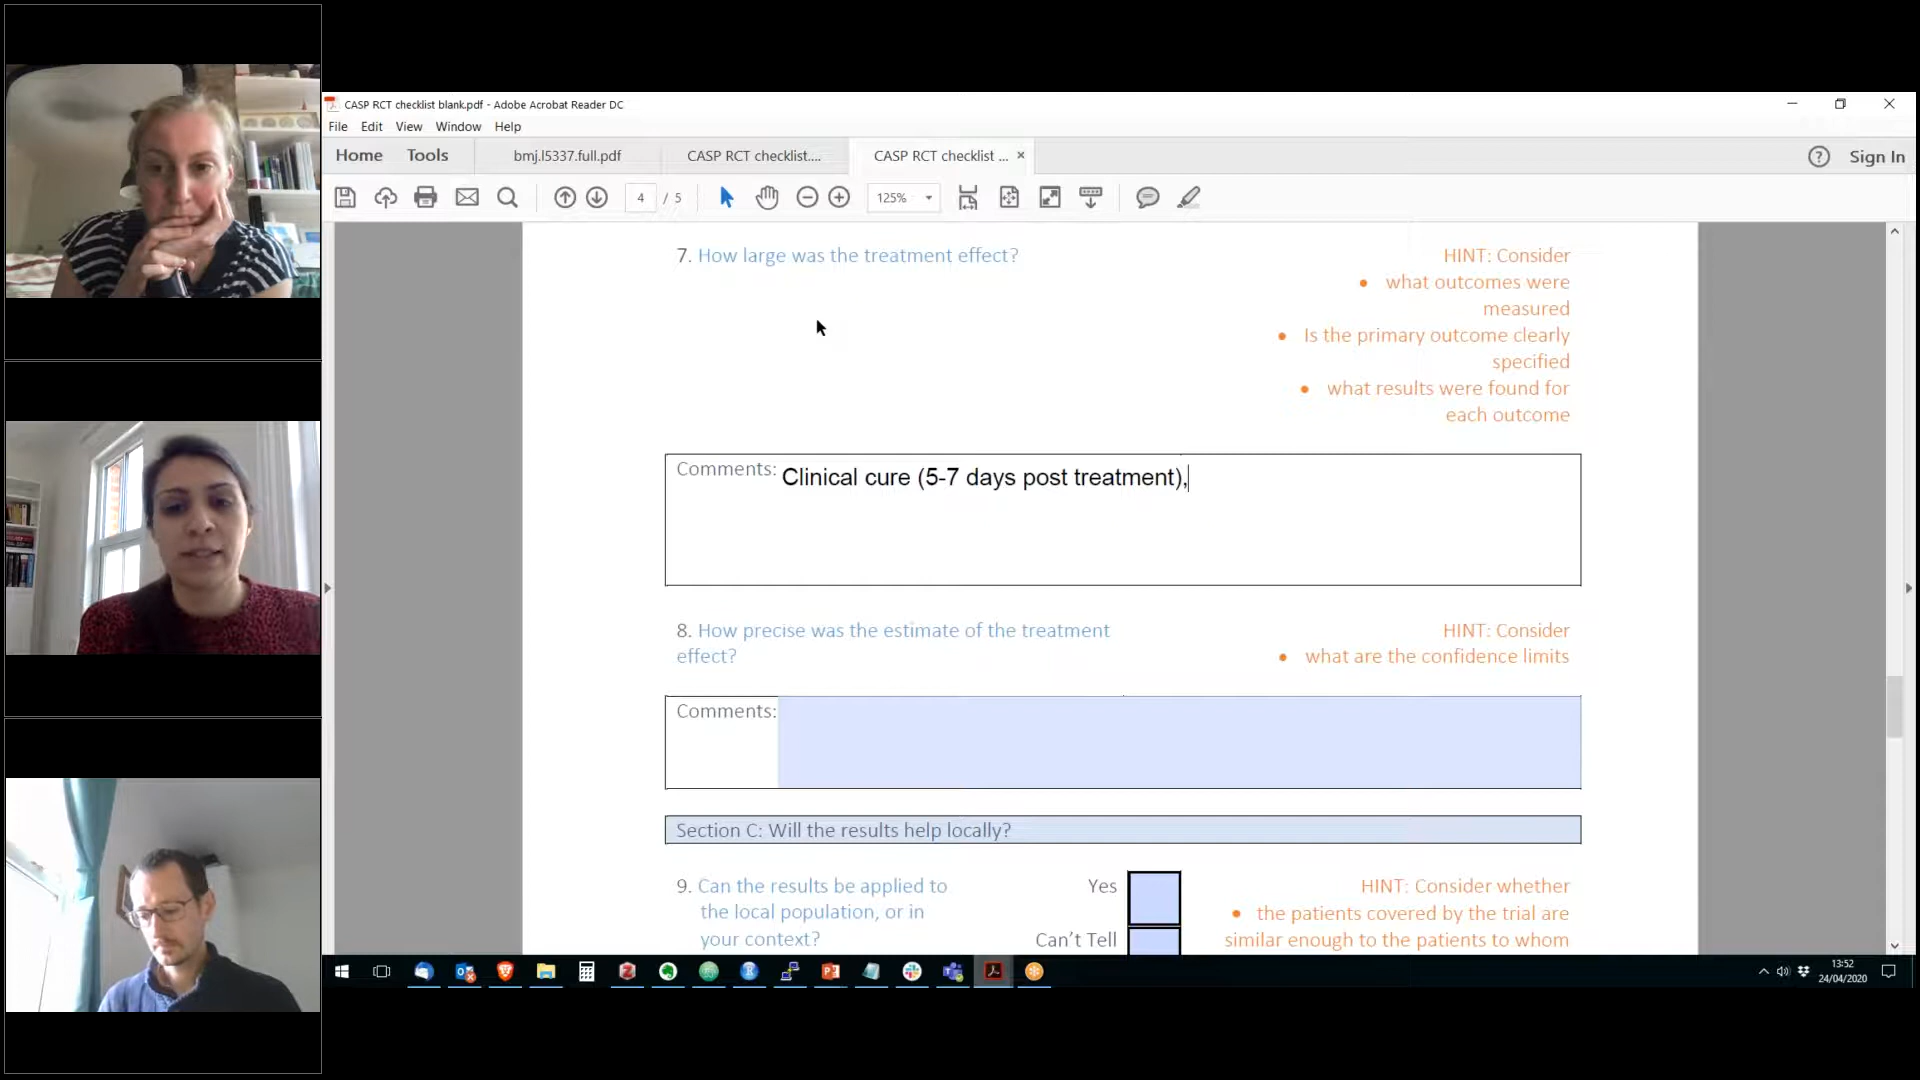 CASP RCT checklist blank.pdf - Adobe Acrobat Reader DC
File Edit View Window Help
Home Tools bmj.l5337.full.pdf CASP RCT checklist.... CASP RCT checklist ... × Sign In
4 / 5 125%
7. How large was the treatment effect?
HINT: Consider
• what outcomes were
measured
• Is the primary outcome clearly
specified
• what results were found for
each outcome
Comments: Clinical cure (5-7 days post treatment),
8. How precise was the estimate of the treatment
effect?
HINT: Consider
• what are the confidence limits
Comments:
Section C: Will the results help locally?
9. Can the results be applied to
the local population, or in
your context?
Yes
Can't Tell
HINT: Consider whether
• the patients covered by the trial are
similar enough to the patients to whom
13:52
24/04/2020